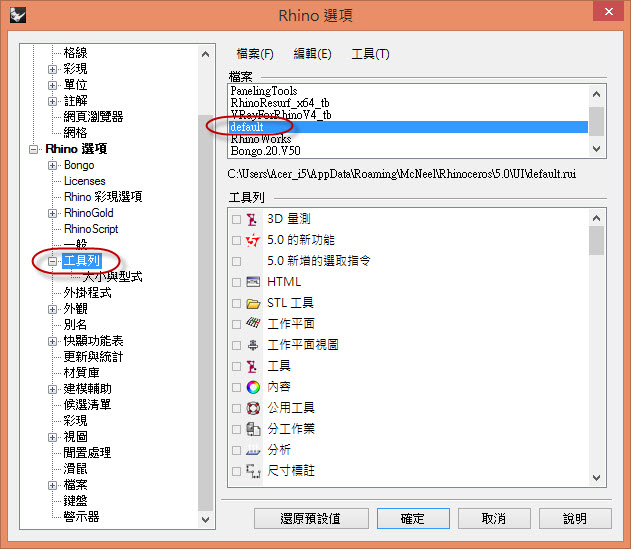 Rhino 選項
格線
彩現
單位
註解
網頁瀏覽器
網格
Rhino 選項
Bongo
Licenses
Rhino 彩現選項
RhinoGold
RhinoScript
一般
工具列
大小與型式
外掛程式
外觀
別名
快顯功能表
更新與統計
材質庫
建模輔助
候選清單
彩現
視圖
閒置處理
滑鼠
檔案
鍵盤
警示器
檔案(F) 編輯(E) 工具(T)
檔案
PanelingTools
RhinoResurf_x64_tb
VRayForRhinoV4_tb
default
RhinoWorks
Bongo.20.V50
C:\Users\Acer_i5\AppData\Roaming\McNeel\Rhinoceros\5.0\UI\default.rui
工具列
3D 量測
5.0 的新功能
5.0 新增的選取指令
HTML
STL 工具
工作平面
工作平面視圖
工具
內容
公用工具
分工作業
分析
尺寸標註
還原預設值 確定 取消 說明